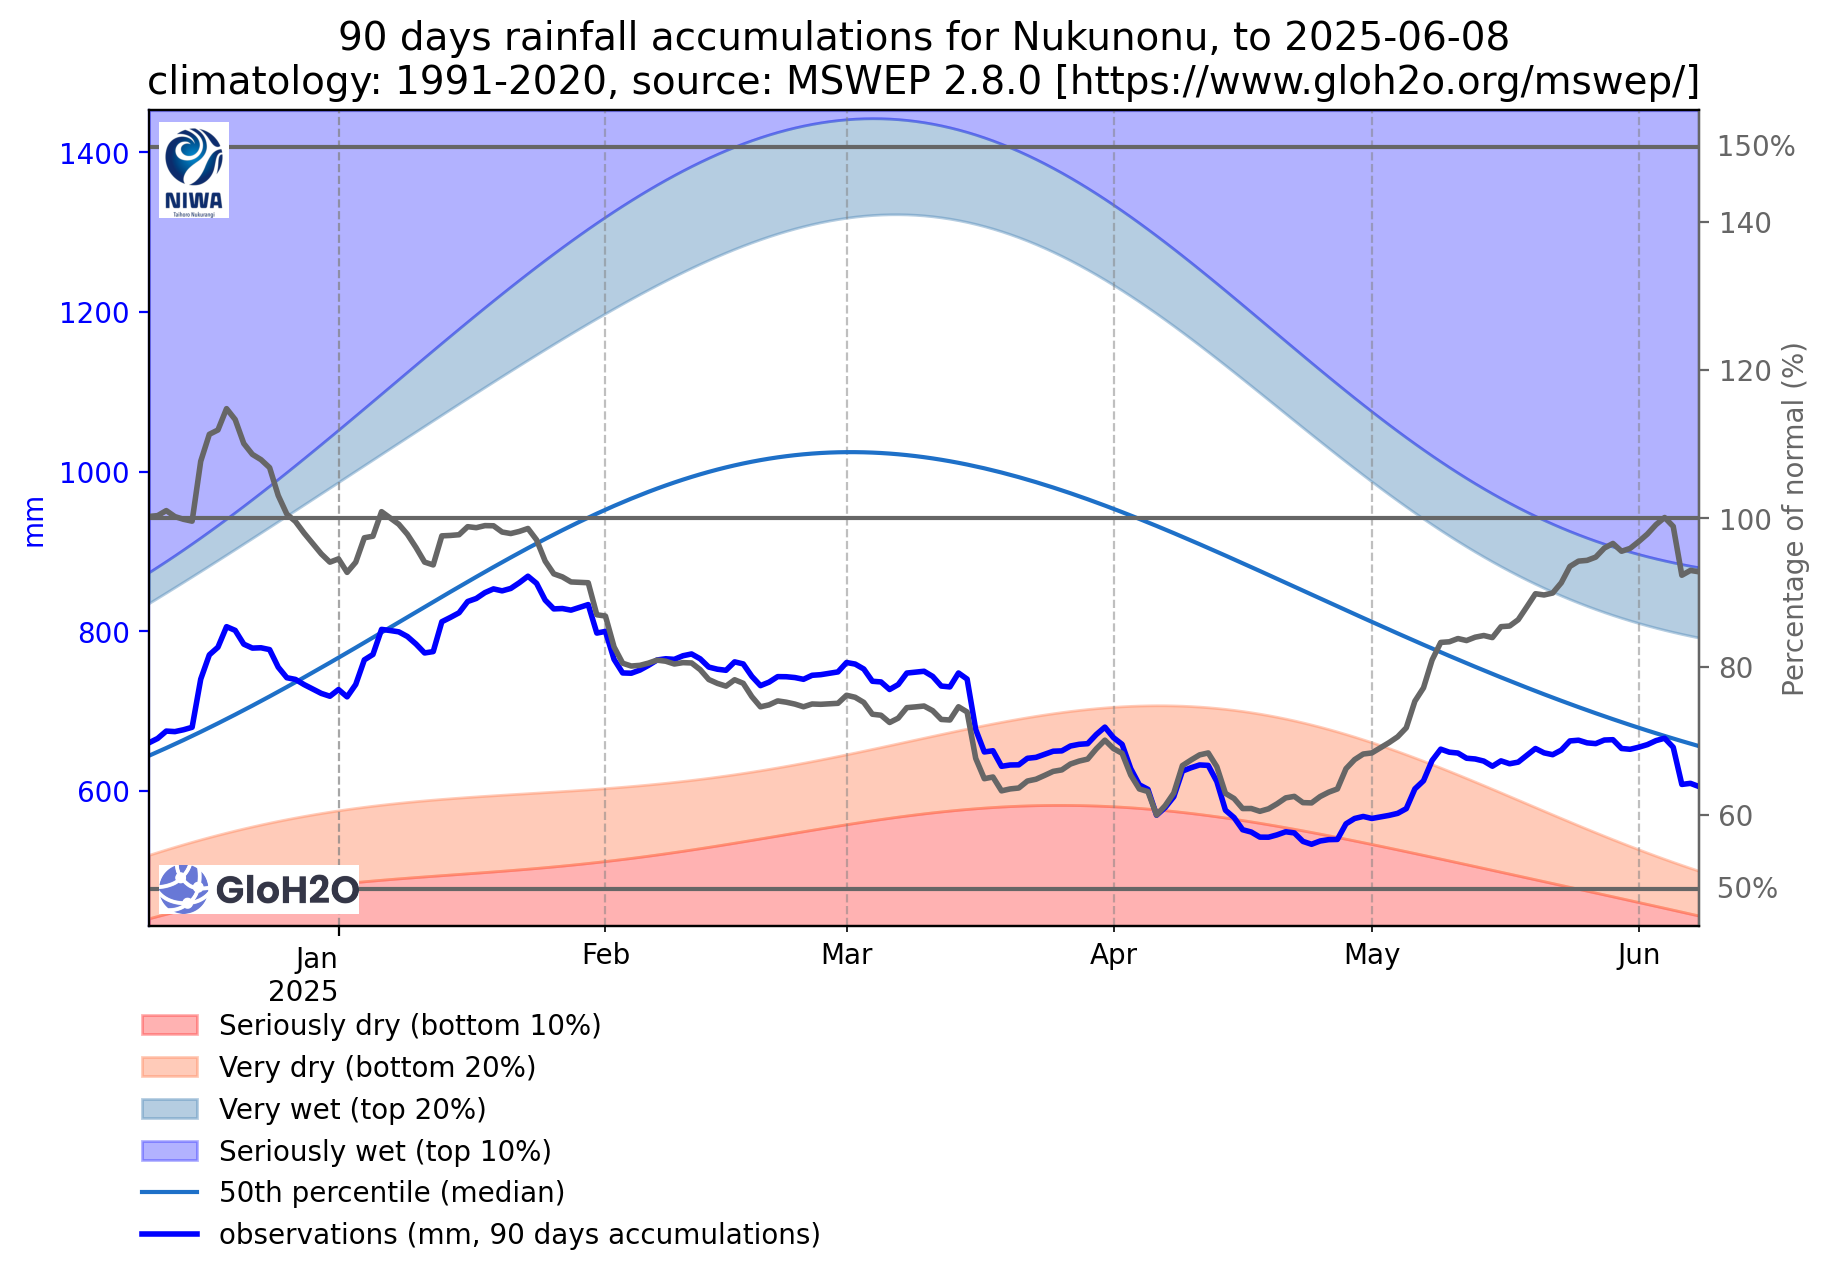 90 days rainfall accumulations for Nukunonu, to 2025-06-08
climatology: 1991-2020, source: MSWEP 2.8.0 [https://www.gloh2o.org/mswep/]
1400
1200
1000
800
600
mm
150%
140
120
100
80
60
50%
Percentage of normal (%)
NIWA
Taihoro Nukurangi
GloH2O
Jan
2025
Feb
Mar
Apr
May
Jun
Seriously dry (bottom 10%)
Very dry (bottom 20%)
Very wet (top 20%)
Seriously wet (top 10%)
50th percentile (median)
observations (mm, 90 days accumulations)